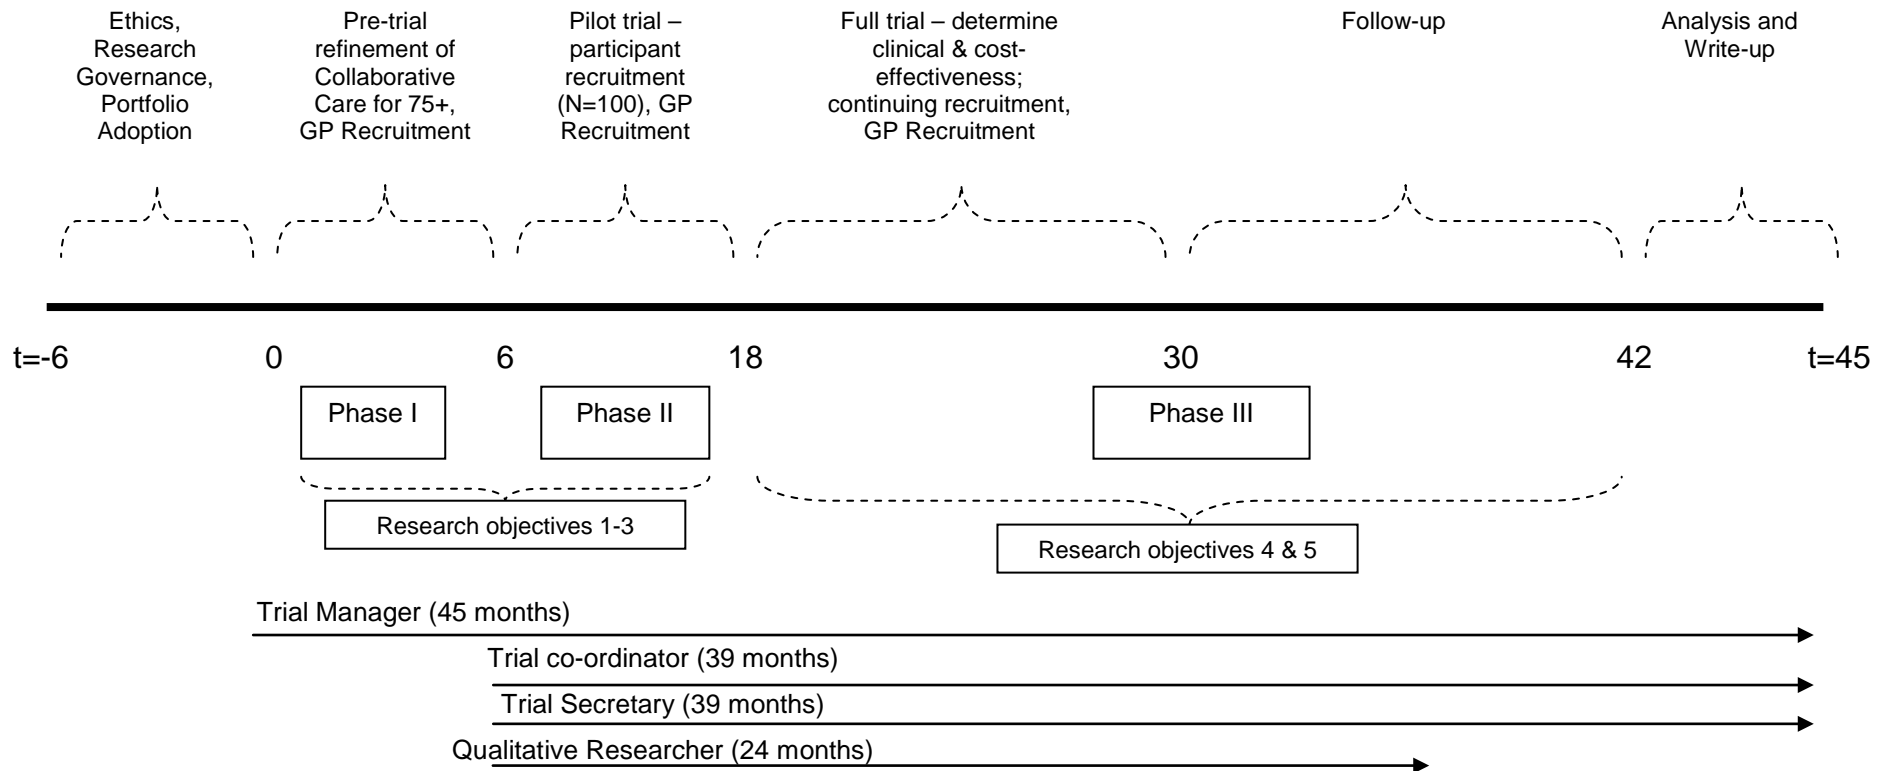 Ethics,
Research
Governance,
Portfolio
Adoption
Pre-trial
refinement of
Collaborative
Care for 75+,
GP Recruitment
Pilot trial –
participant
recruitment
(N=100), GP
Recruitment
Full trial – determine
clinical & cost-
effectiveness;
continuing recruitment,
GP Recruitment
Follow-up
Analysis and
Write-up
t=-6
0
6
18
30
42
t=45
Phase I
Phase II
Phase III
Research objectives 1-3
Research objectives 4 & 5
Trial Manager (45 months)
Trial co-ordinator (39 months)
Trial Secretary (39 months)
Qualitative Researcher (24 months)